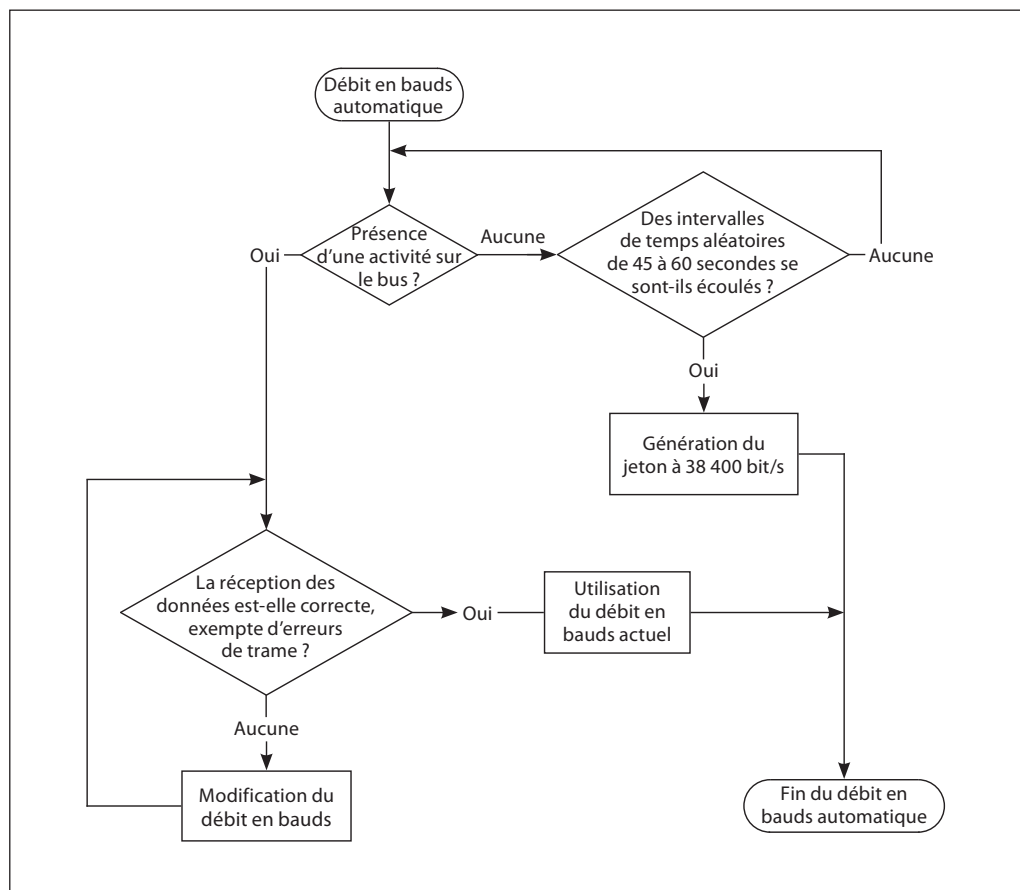 Débit en bauds
automatique
Présence
d'une activité sur
le bus ?
Oui
Aucune
Des intervalles
de temps aléatoires
de 45 à 60 secondes se
sont-ils écoulés ?
Aucune
Oui
Génération du
jeton à 38 400 bit/s
La réception des
données est-elle correcte,
exempte d'erreurs
de trame ?
Oui
Utilisation
du débit en
bauds actuel
Aucune
Modification du
débit en bauds
Fin du débit en
bauds automatique